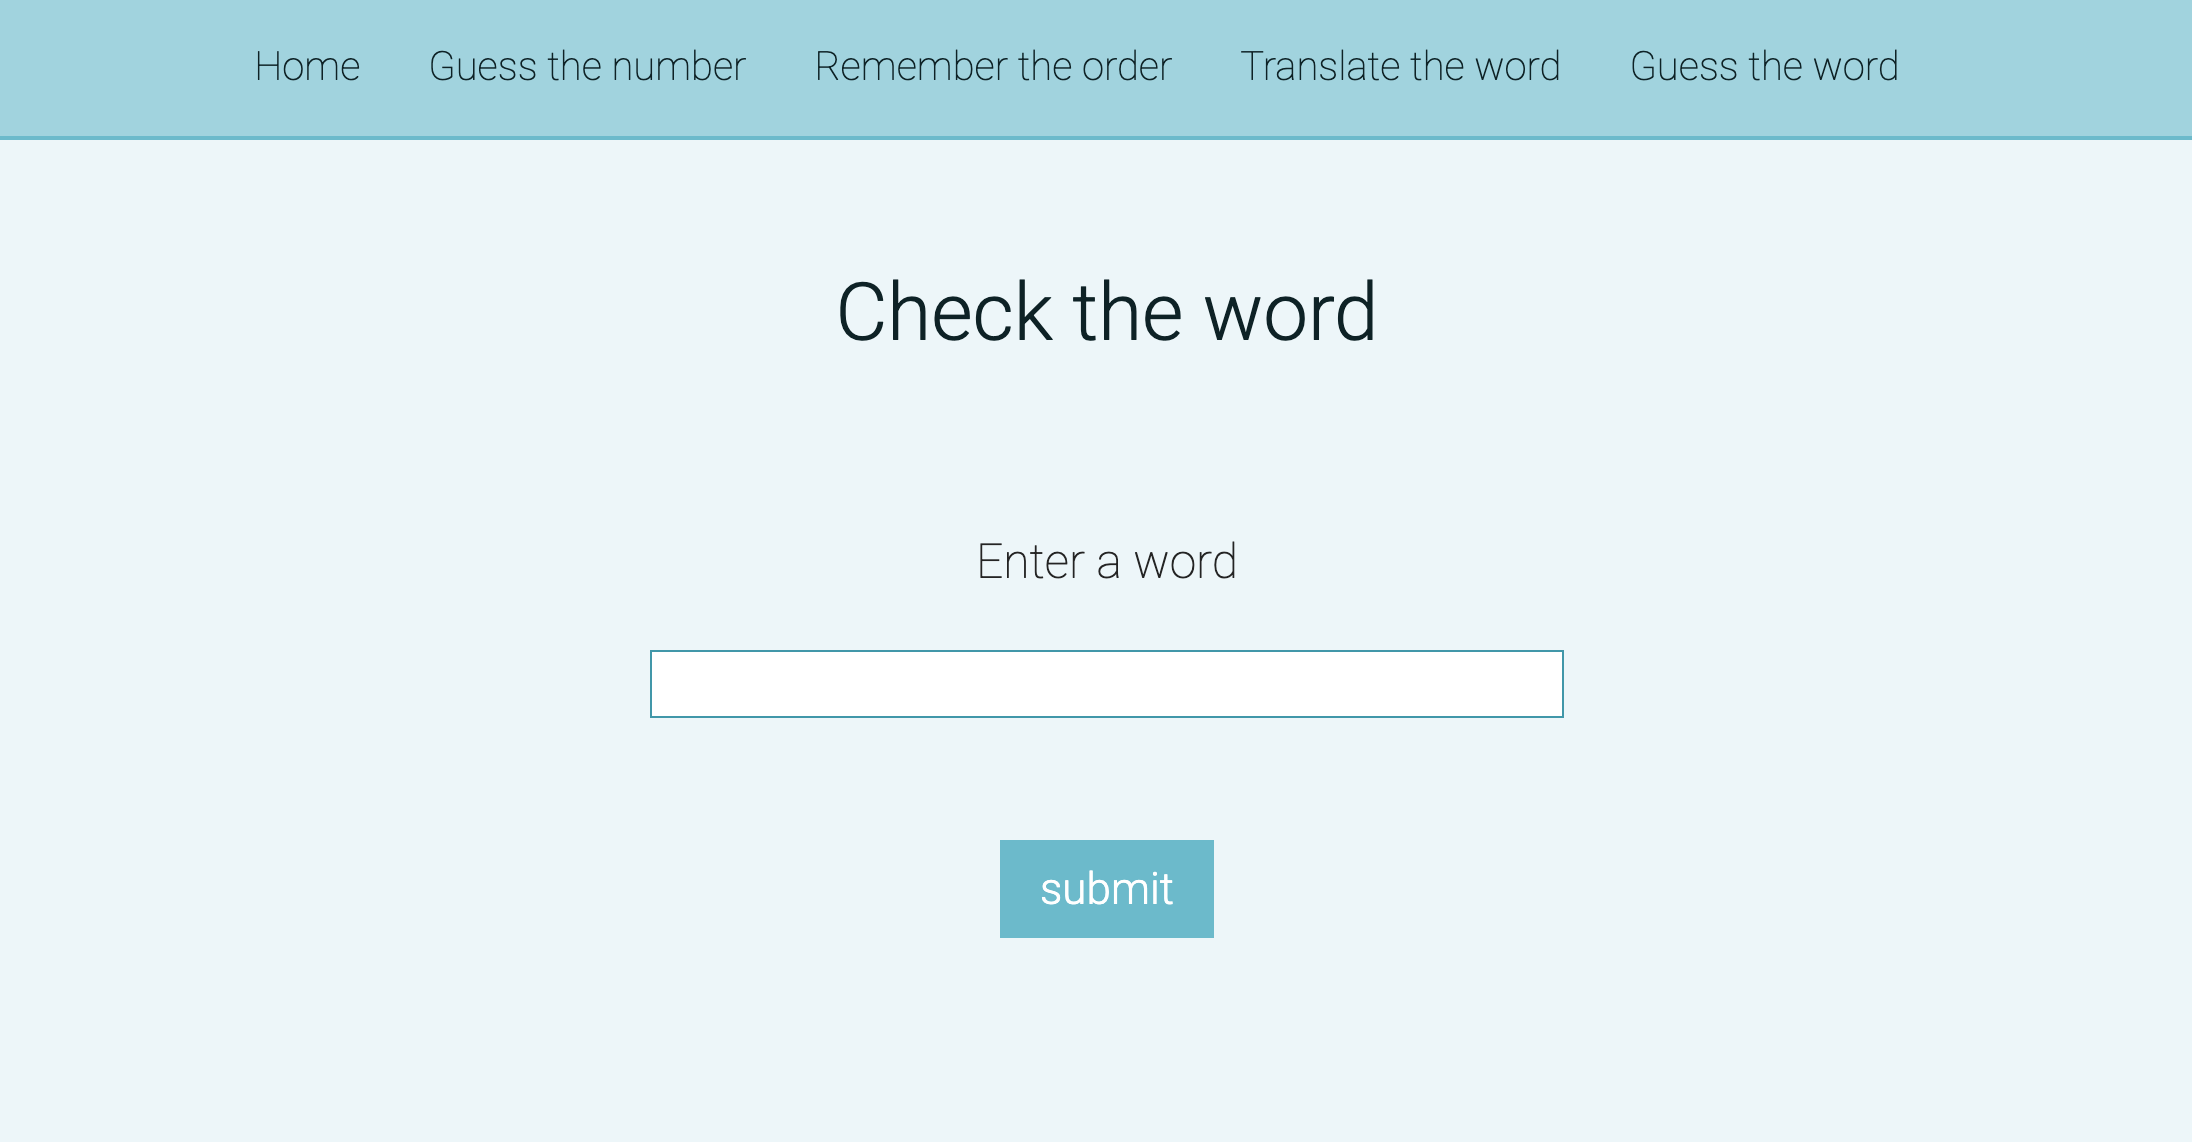 Home Guess the number Remember the order Translate the word Guess the word
Check the word
Enter a word
submit